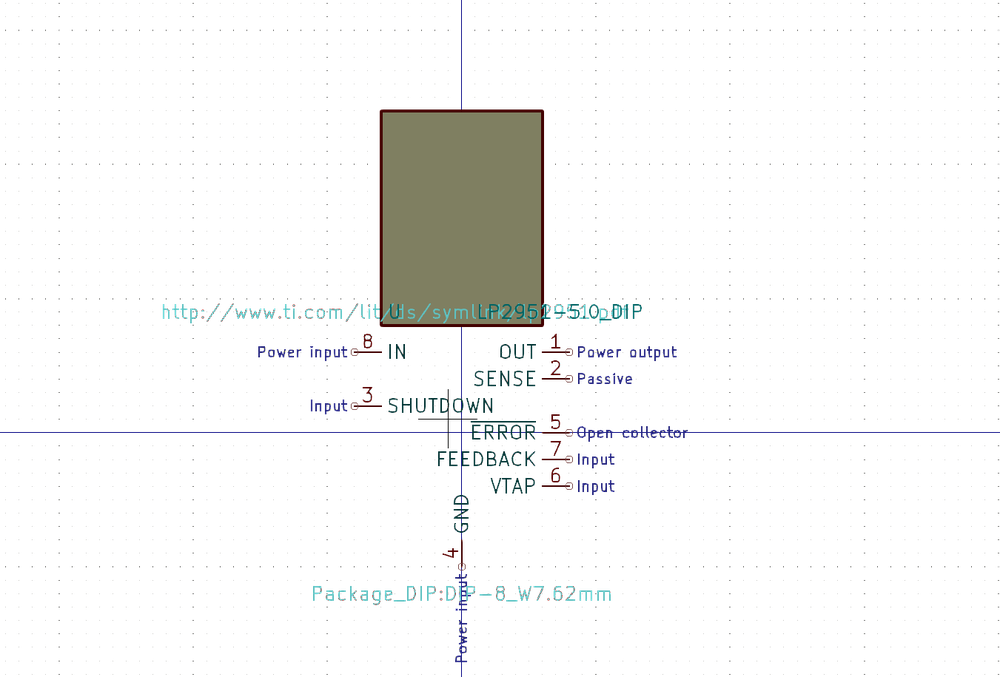 http://www.ti.com/lit/ds/symlink/lp2951.pdf
U
LP2951-5.0_DIP
Power input 8 IN
OUT 1 Power output
SENSE 2 Passive
Input 3 SHUTDOWN
ERROR 5 Open collector
FEEDBACK 7 Input
VTAP 6 Input
GND 4 Power input
Package_DIP:DIP-8_W7.62mm